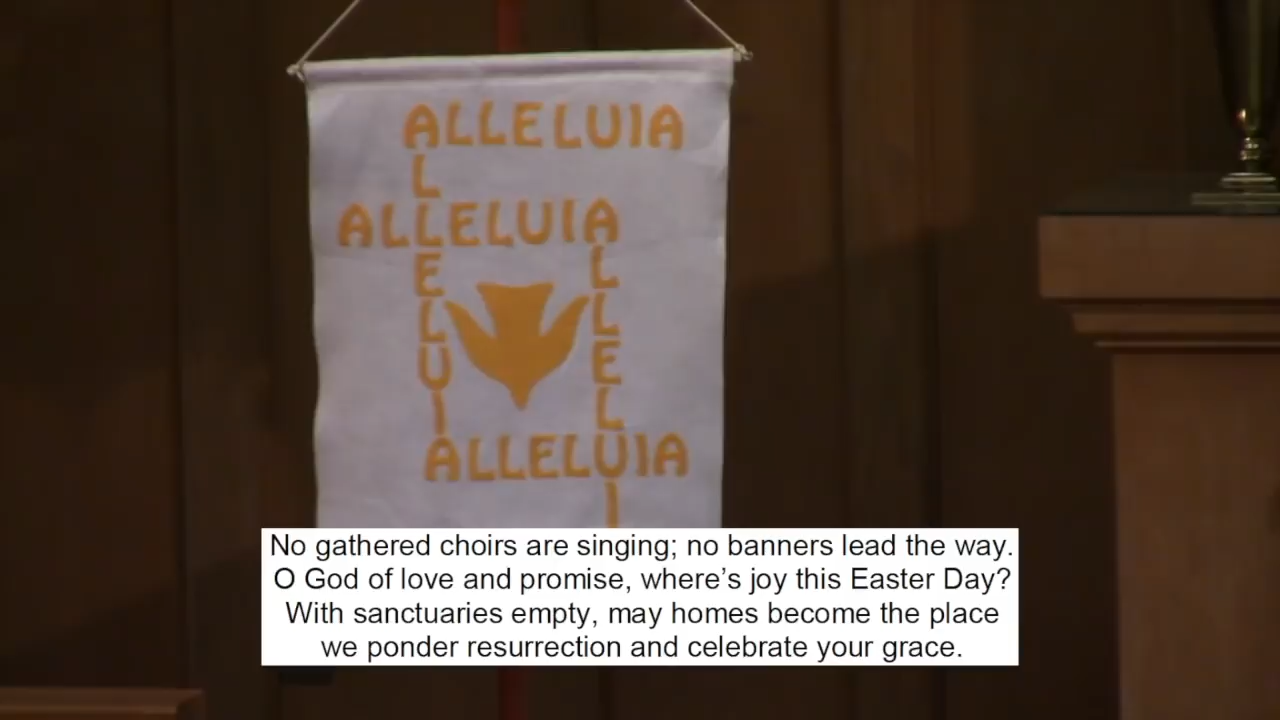 ALLELUIA
ALLELUIA
ALLELUIA
ALLELUI
ALLELUIA
No gathered choirs are singing; no banners lead the way.
O God of love and promise, where’s joy this Easter Day?
With sanctuaries empty, may homes become the place
we ponder resurrection and celebrate your grace.